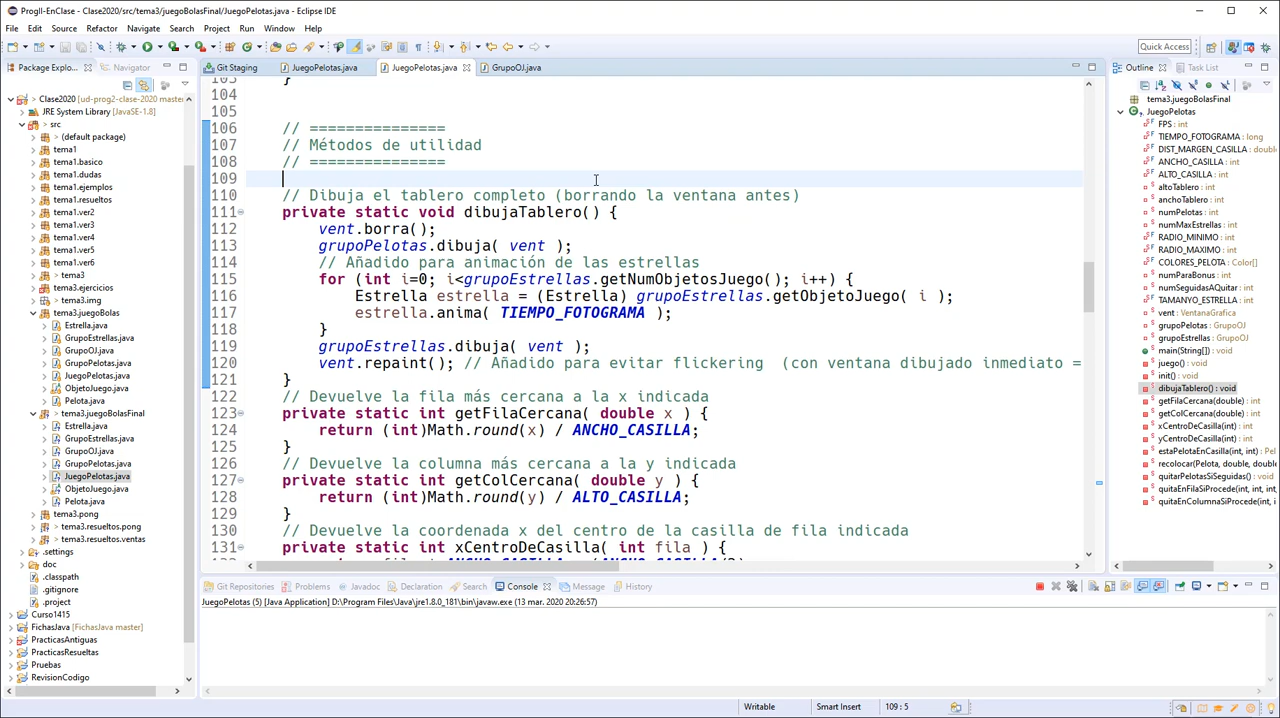 ProgII-EnClase - Clase2020/src/tema3/juegoBolasFinal/JuegoPelotas.java - Eclipse IDE
File Edit Source Refactor Navigate Search Project Run Window Help
Quick Access
Package Explo... Navigator
Git Staging JuegoPelotas.java JuegoPelotas.java GrupoOJ.java
Outline Task List
> Clase2020 [ud-prog2-clase-2020 master]
JRE System Library [JavaSE-1.8]
> src
> (default package)
tema1
tema1.basico
tema1.dudas
tema1.ejemplos
tema1.resueltos
tema1.ver2
tema1.ver3
tema1.ver4
tema1.ver5
tema1.ver6
> tema3
tema3.ejercicios
> tema3.img
tema3.juegoBolas
Estrella.java
GrupoEstrellas.java
GrupoOJ.java
GrupoPelotas.java
JuegoPelotas.java
ObjetoJuego.java
Pelota.java
> tema3.juegoBolasFinal
Estrella.java
GrupoEstrellas.java
GrupoOJ.java
GrupoPelotas.java
JuegoPelotas.java
ObjetoJuego.java
Pelota.java
tema3.pong
> tema3.resueltos.pong
> tema3.resueltos.ventas
.settings
doc
.classpath
.gitignore
.project
Curso1415
FichasJava [FichasJava master]
PracticasAntiguas
PracticasResueltas
Pruebas
RevisionCodigo
103 }
104
105
106 // ===============
107 // Métodos de utilidad
108 // ===============
109
110 // Dibuja el tablero completo (borrando la ventana antes)
111 private static void dibujaTablero() {
112 vent.borra();
113 grupoPelotas.dibuja( vent );
114 // Añadido para animación de las estrellas
115 for (int i=0; i<grupoEstrellas.getNumObjetosJuego(); i++) {
116 Estrella estrella = (Estrella) grupoEstrellas.getObjetoJuego( i );
117 estrella.anima( TIEMPO_FOTOGRAMA );
118 }
119 grupoEstrellas.dibuja( vent );
120 vent.repaint(); // Añadido para evitar flickering (con ventana dibujado inmediato =
121 }
122 // Devuelve la fila más cercana a la x indicada
123 private static int getFilaCercana( double x ) {
124 return (int)Math.round(x) / ANCHO_CASILLA;
125 }
126 // Devuelve la columna más cercana a la y indicada
127 private static int getColCercana( double y ) {
128 return (int)Math.round(y) / ALTO_CASILLA;
129 }
130 // Devuelve la coordenada x del centro de la casilla de fila indicada
131 private static int xCentroDeCasilla( int fila ) {
tema3.juegoBolasFinal
JuegoPelotas
FPS : int
TIEMPO_FOTOGRAMA : long
DIST_MARGEN_CASILLA : double
ANCHO_CASILLA : int
ALTO_CASILLA : int
altoTablero : int
anchoTablero : int
numPelotas : int
numMaxEstrellas : int
RADIO_MINIMO : int
RADIO_MAXIMO : int
COLORES_PELOTA : Color[]
numParaBonus : int
numSeguidasAQuitar : int
TAMANYO_ESTRELLA : int
vent : VentanaGrafica
grupoPelotas : GrupoOJ
grupoEstrellas : GrupoOJ
main(String[]) : void
juego() : void
init() : void
dibujaTablero() : void
getFilaCercana(double) : int
getColCercana(double) : int
xCentroDeCasilla(int) : int
yCentroDeCasilla(int) : int
estaPelotaEnCasilla(int, int) : Pel
recolocar(Pelota, double, double
quitarPelotasSiSeguidas() : void
quitaEnFilaSiProcede(int, int, int
quitaEnColumnaSiProcede(int, i
Git Repositories Problems Javadoc Declaration Search Console Message History
JuegoPelotas (5) [Java Application] D:\Program Files\Java\jre1.8.0_181\bin\javaw.exe (13 mar. 2020 20:26:57)
Writable Smart Insert 109 : 5